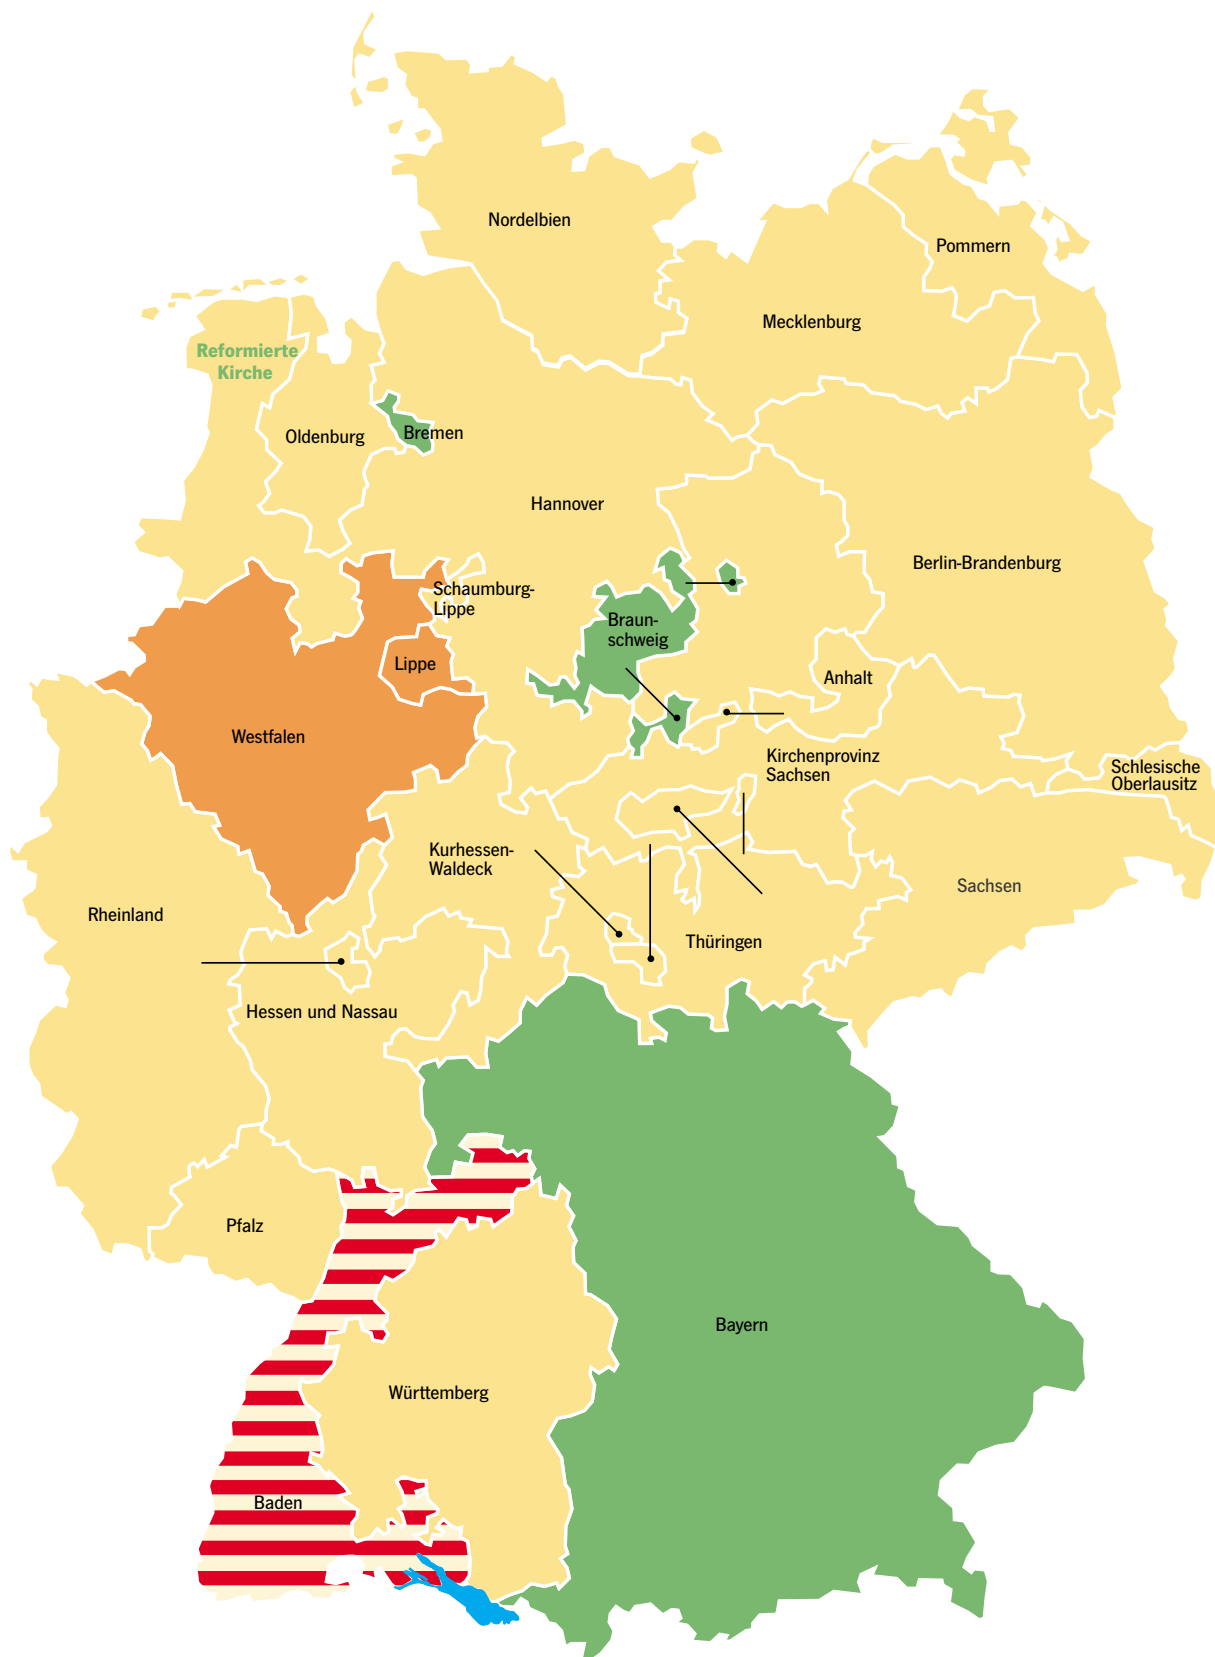 Nordelbien
Pommern
Mecklenburg
Reformierte
Kirche
Oldenburg
Bremen
Hannover
Berlin-Brandenburg
Schaumburg-
Lippe
Braun-
schweig
Lippe
Anhalt
Westfalen
Kirchenprovinz
Sachsen
Schlesische
Oberlausitz
Kurhessen-
Waldeck
Sachsen
Rheinland
Thüringen
Hessen und Nassau
Pfalz
Bayern
Württemberg
Baden